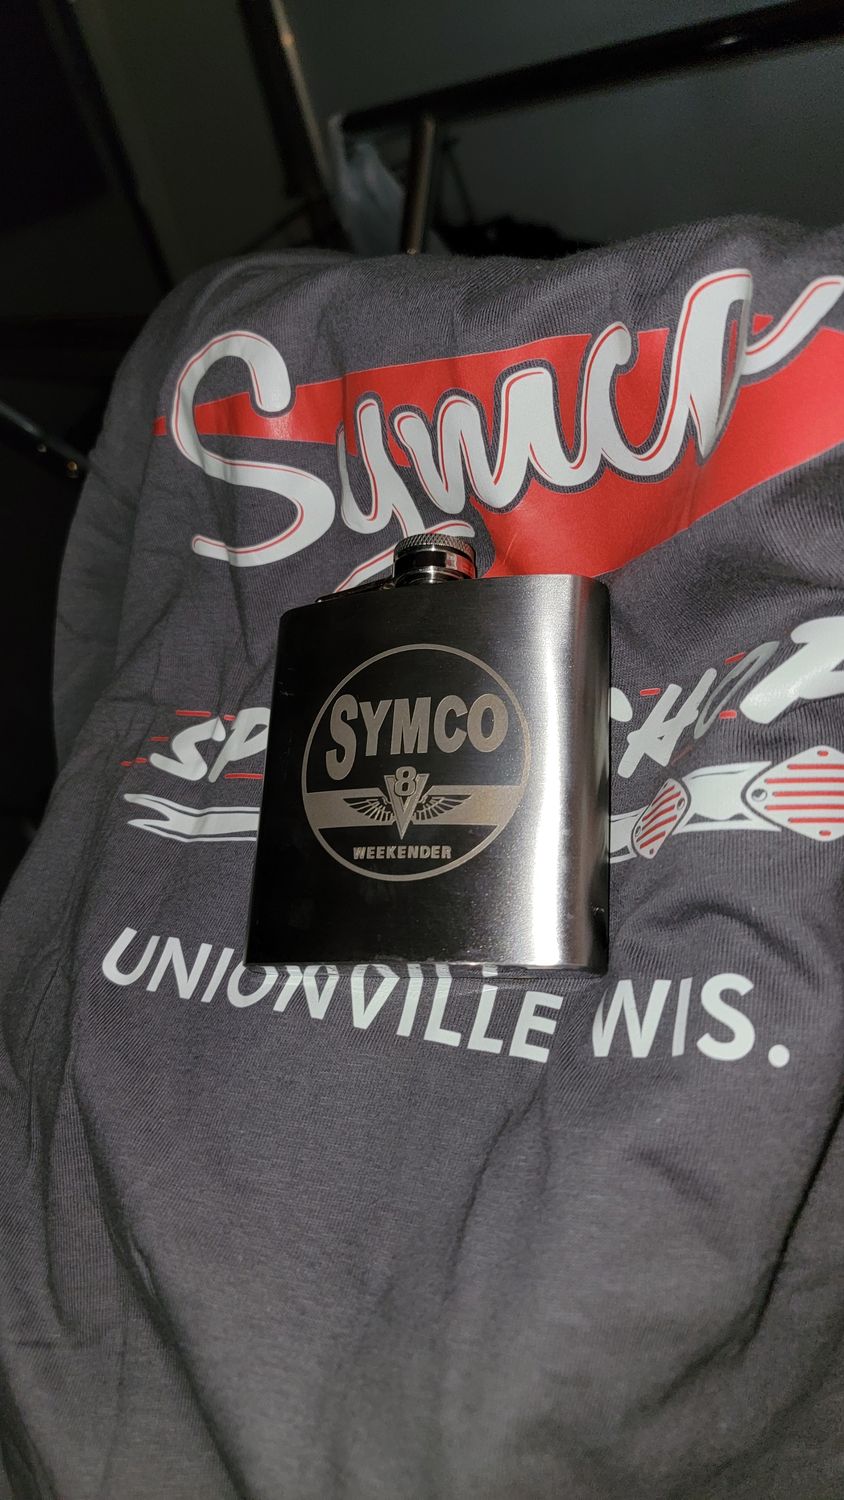 Symco
SYMCO
8
V
WEEKENDER
UNIONVILLE WIS.